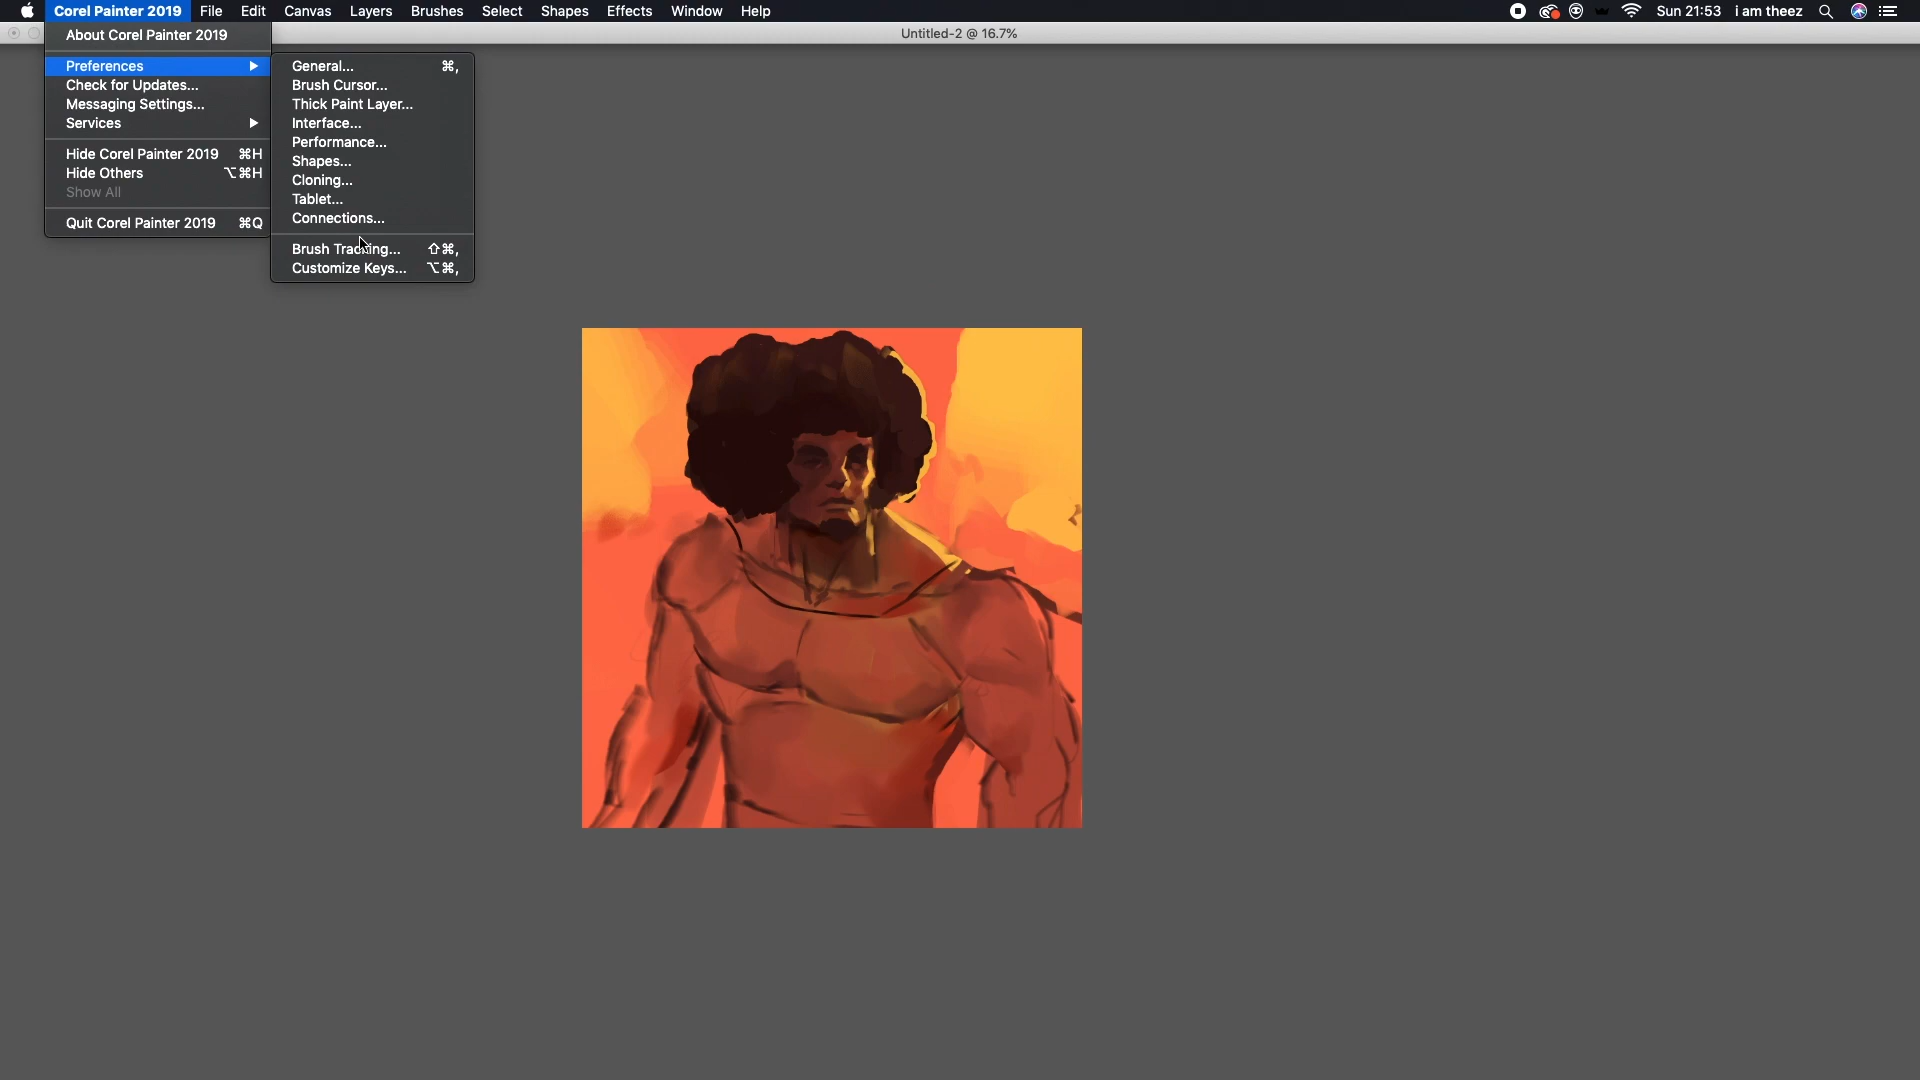 Corel Painter 2019 File Edit Canvas Layers Brushes Select Shapes Effects Window Help Sun 21:53 i am theez
Untitled-2 @ 16.7%
About Corel Painter 2019
Preferences
Check for Updates...
Messaging Settings...
Services
Hide Corel Painter 2019 ⌘H
Hide Others ⌥⌘H
Show All
Quit Corel Painter 2019 ⌘Q
General... ⌘,
Brush Cursor...
Thick Paint Layer...
Interface...
Performance...
Shapes...
Cloning...
Tablet...
Connections...
Brush Tracking... ⇧⌘,
Customize Keys... ⌥⌘,